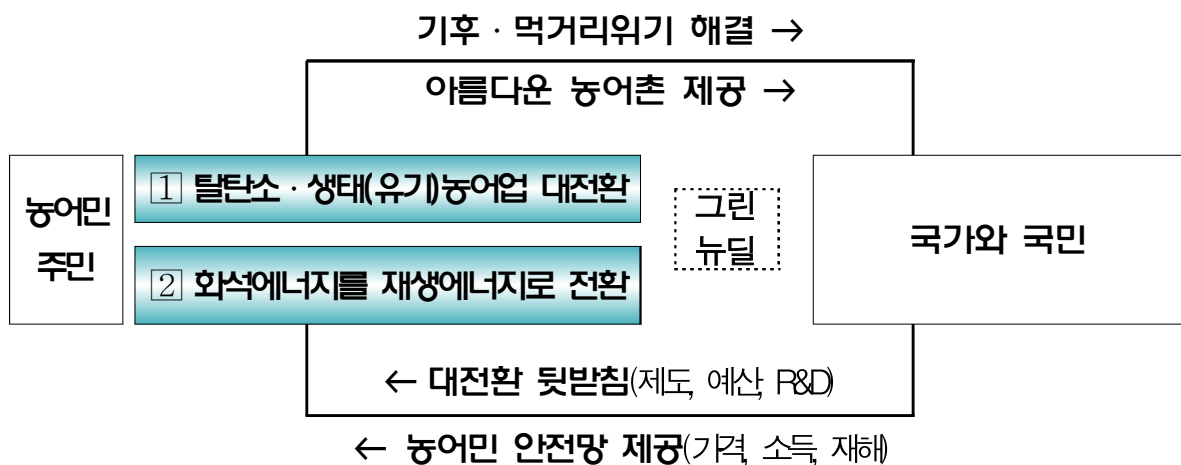 기후 · 먹거리위기 해결 →
아름다운 농어촌 제공 →
농어민
주민
1 탈탄소 · 생태(유기)농어업 대전환
2 화석에너지를 재생에너지로 전환
그린
뉴딜
국가와 국민
← 대전환 뒷받침(제도, 예산, R&D)
← 농어민 안전망 제공(가격, 소득, 재해)